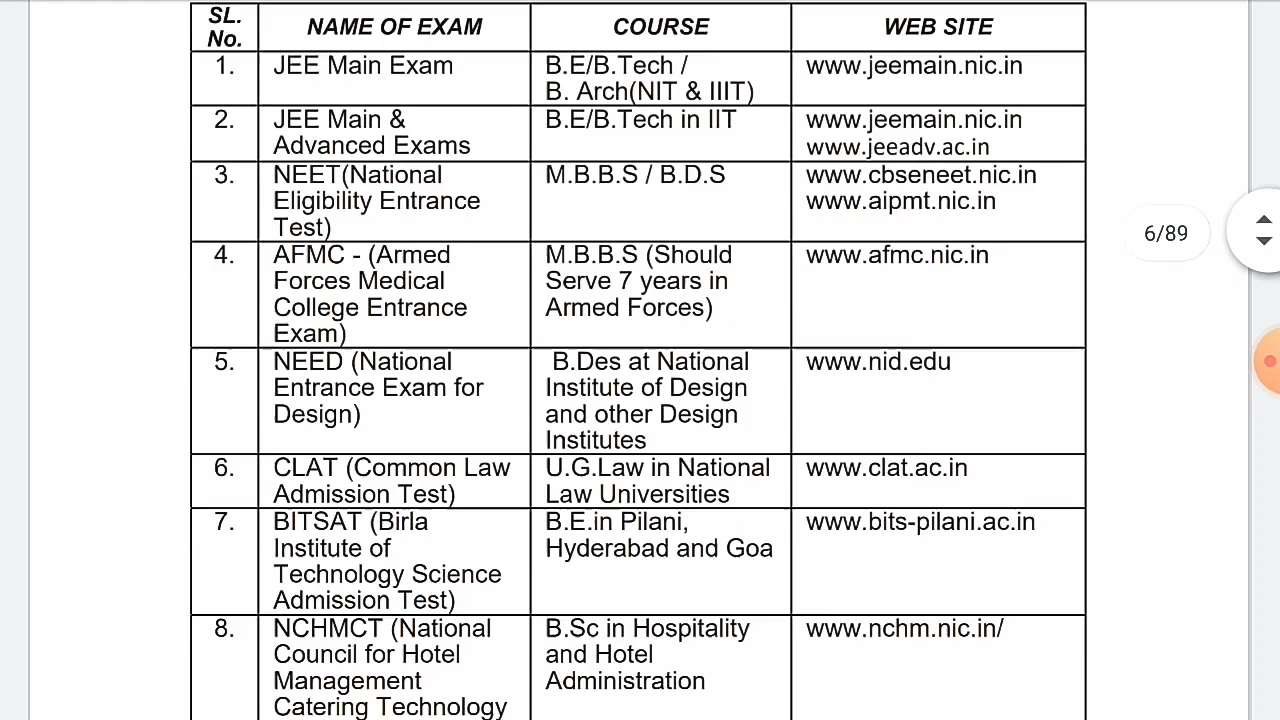 SL. No. NAME OF EXAM COURSE WEB SITE
1. JEE Main Exam B.E/B.Tech / www.jeemain.nic.in
B. Arch(NIT & IIIT)
2. JEE Main & B.E/B.Tech in IIT www.jeemain.nic.in
Advanced Exams www.jeeadv.ac.in
3. NEET(National M.B.B.S / B.D.S www.cbseneet.nic.in
Eligibility Entrance www.aipmt.nic.in
Test)
4. AFMC - (Armed M.B.B.S (Should www.afmc.nic.in
Forces Medical Serve 7 years in
College Entrance Armed Forces)
Exam)
5. NEED (National B.Des at National www.nid.edu
Entrance Exam for Institute of Design
Design) and other Design
Institutes
6. CLAT (Common Law U.G.Law in National www.clat.ac.in
Admission Test) Law Universities
7. BITSAT (Birla B.E.in Pilani, www.bits-pilani.ac.in
Institute of Hyderabad and Goa
Technology Science
Admission Test)
8. NCHMCT (National B.Sc in Hospitality www.nchm.nic.in/
Council for Hotel and Hotel
Management Administration
Catering Technology
6/89